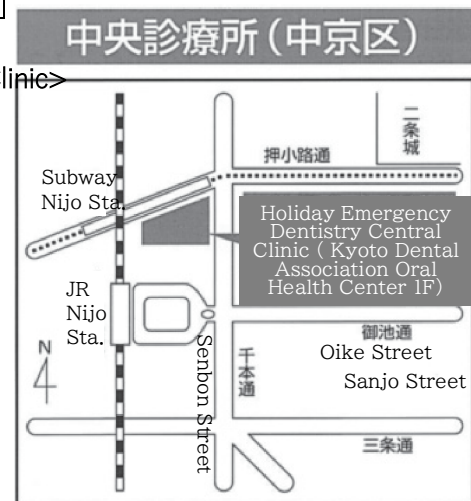 中央診療所(中京区)
Clinic>
二条城
押小路通
Subway
Nijo Sta.
Holiday Emergency
Dentistry Central
Clinic ( Kyoto Dental
Association Oral
Health Center 1F)
JR
Nijo
Sta.
N
4
Senbon Street
千本通
御池通
Oike Street
Sanjo Street
三条通